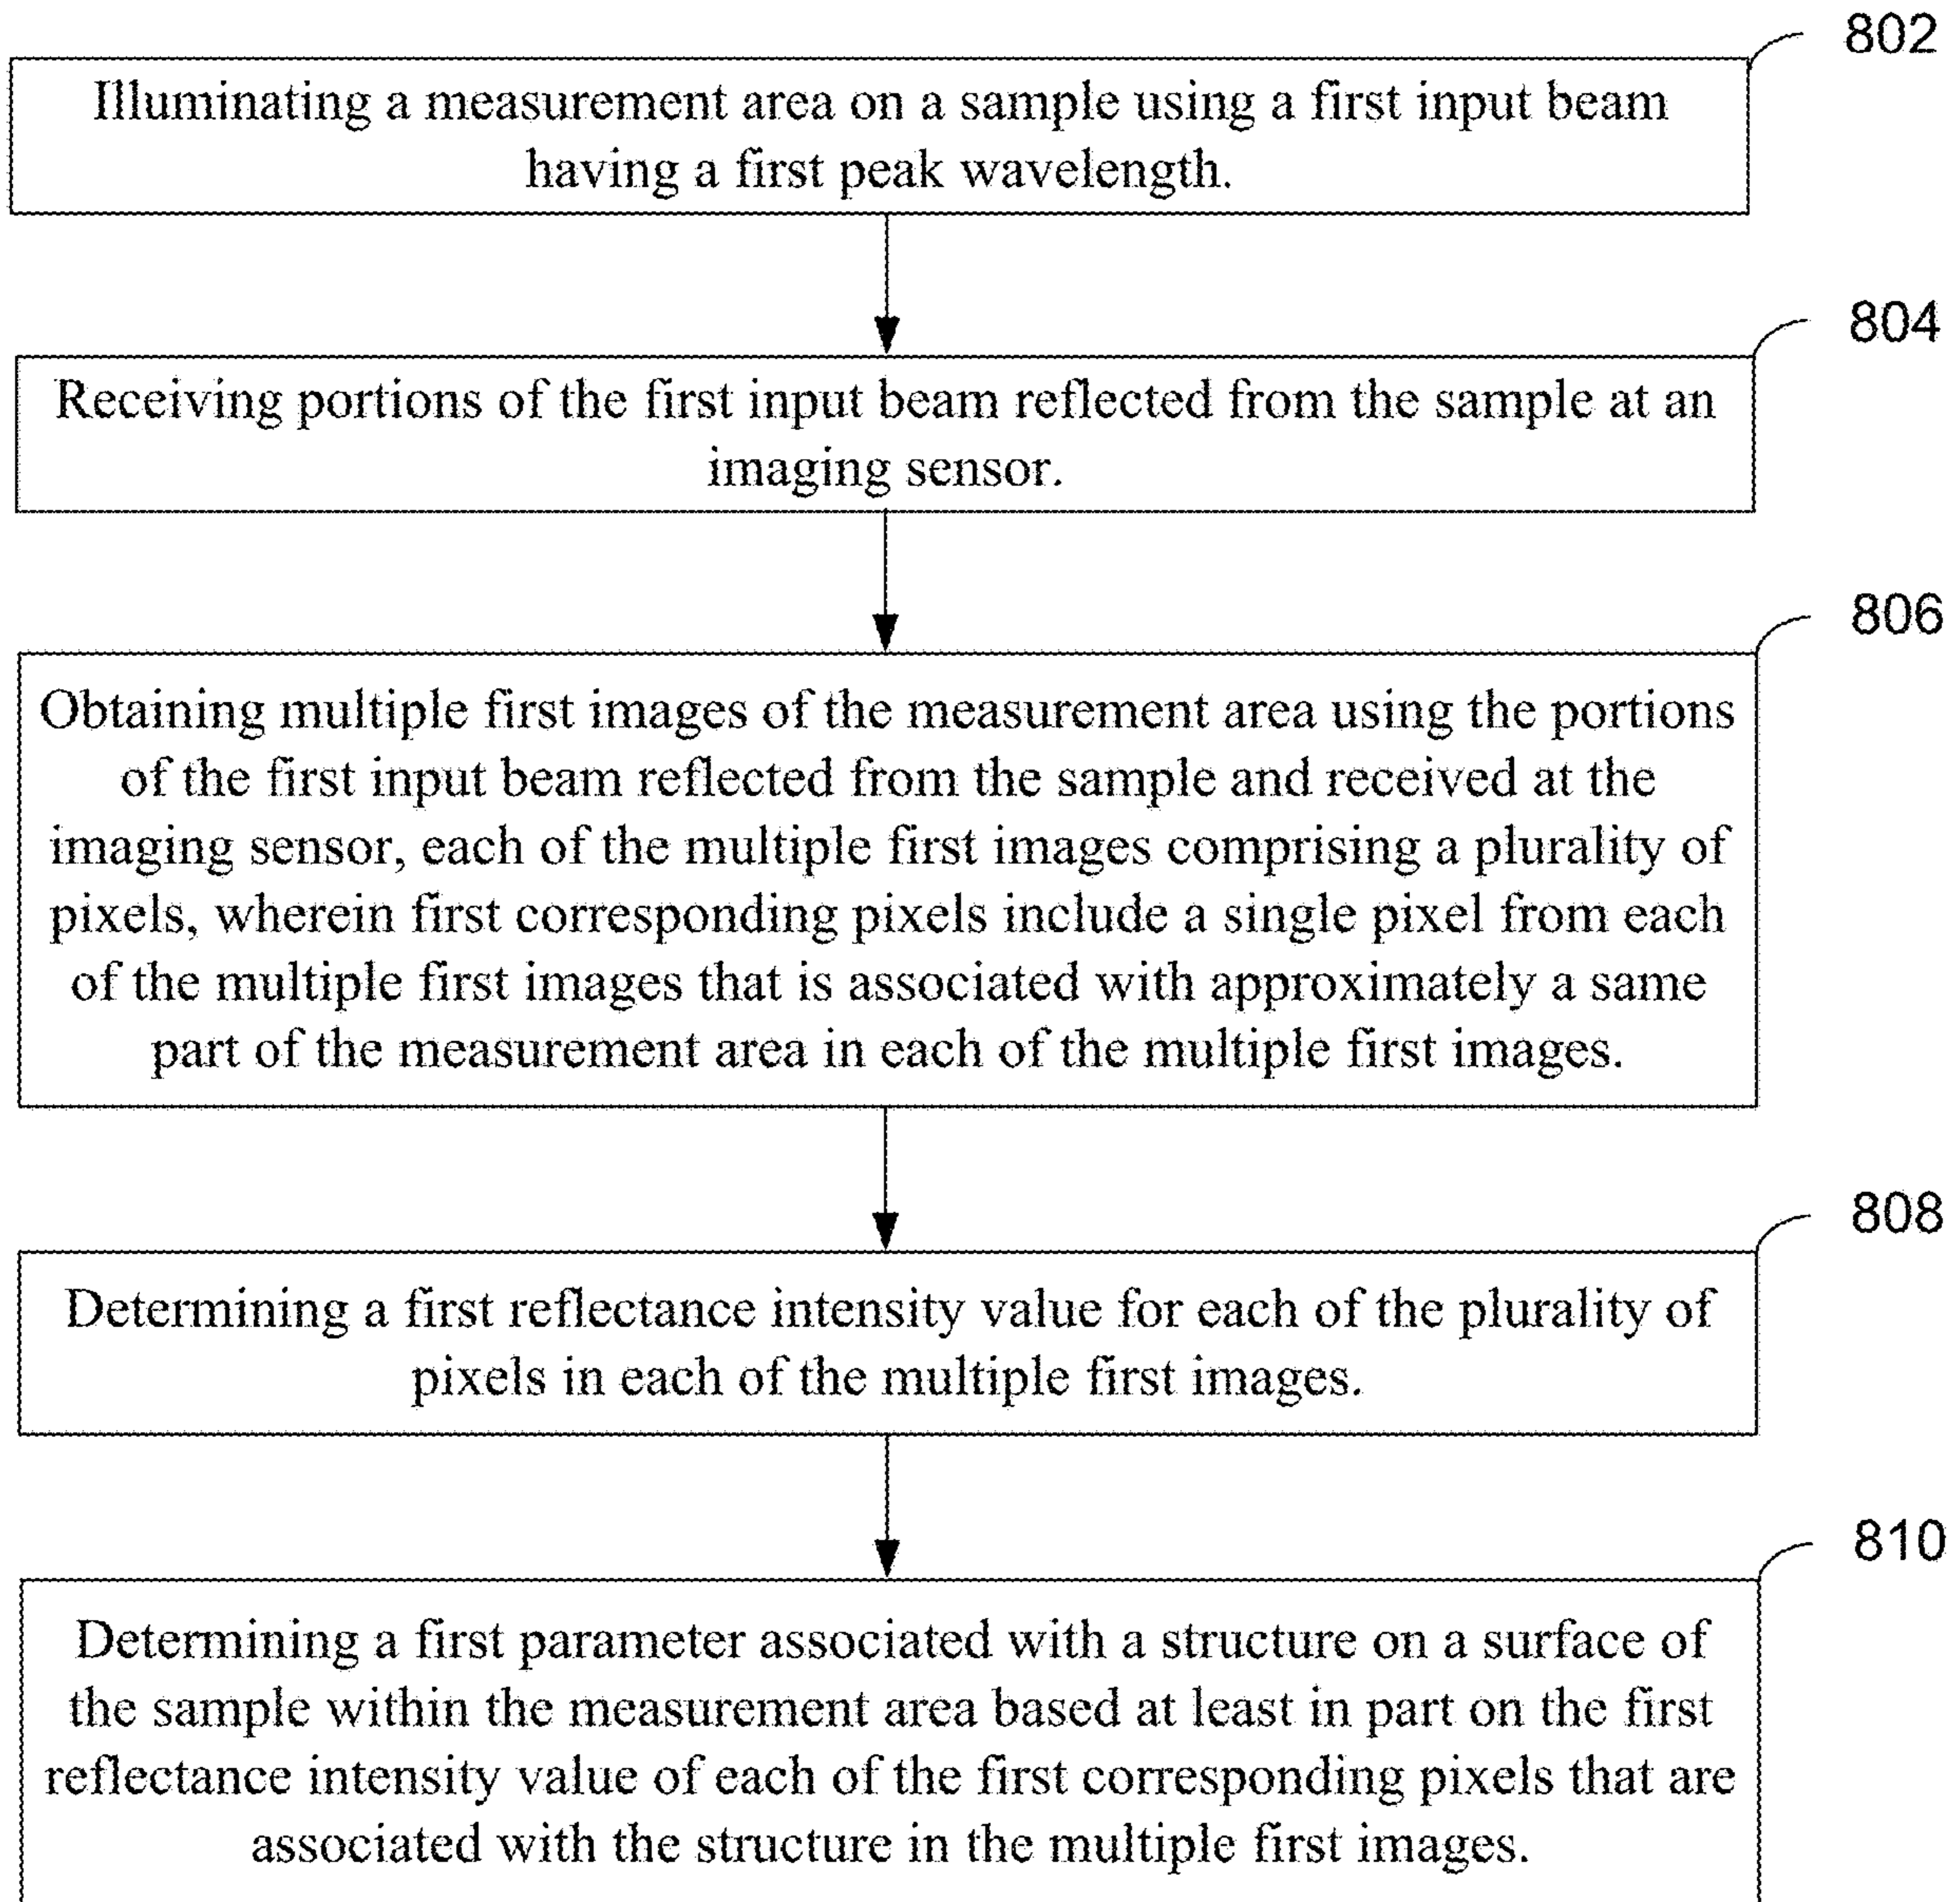 802
Illuminating a measurement area on a sample using a first input beam
having a first peak wavelength.
804
Receiving portions of the first input beam reflected from the sample at an
imaging sensor.
806
Obtaining multiple first images of the measurement area using the portions
of the first input beam reflected from the sample and received at the
imaging sensor, each of the multiple first images comprising a plurality of
pixels, wherein first corresponding pixels include a single pixel from each
of the multiple first images that is associated with approximately a same
part of the measurement area in each of the multiple first images.
808
Determining a first reflectance intensity value for each of the plurality of
pixels in each of the multiple first images.
810
Determining a first parameter associated with a structure on a surface of
the sample within the measurement area based at least in part on the first
reflectance intensity value of each of the first corresponding pixels that are
associated with the structure in the multiple first images.